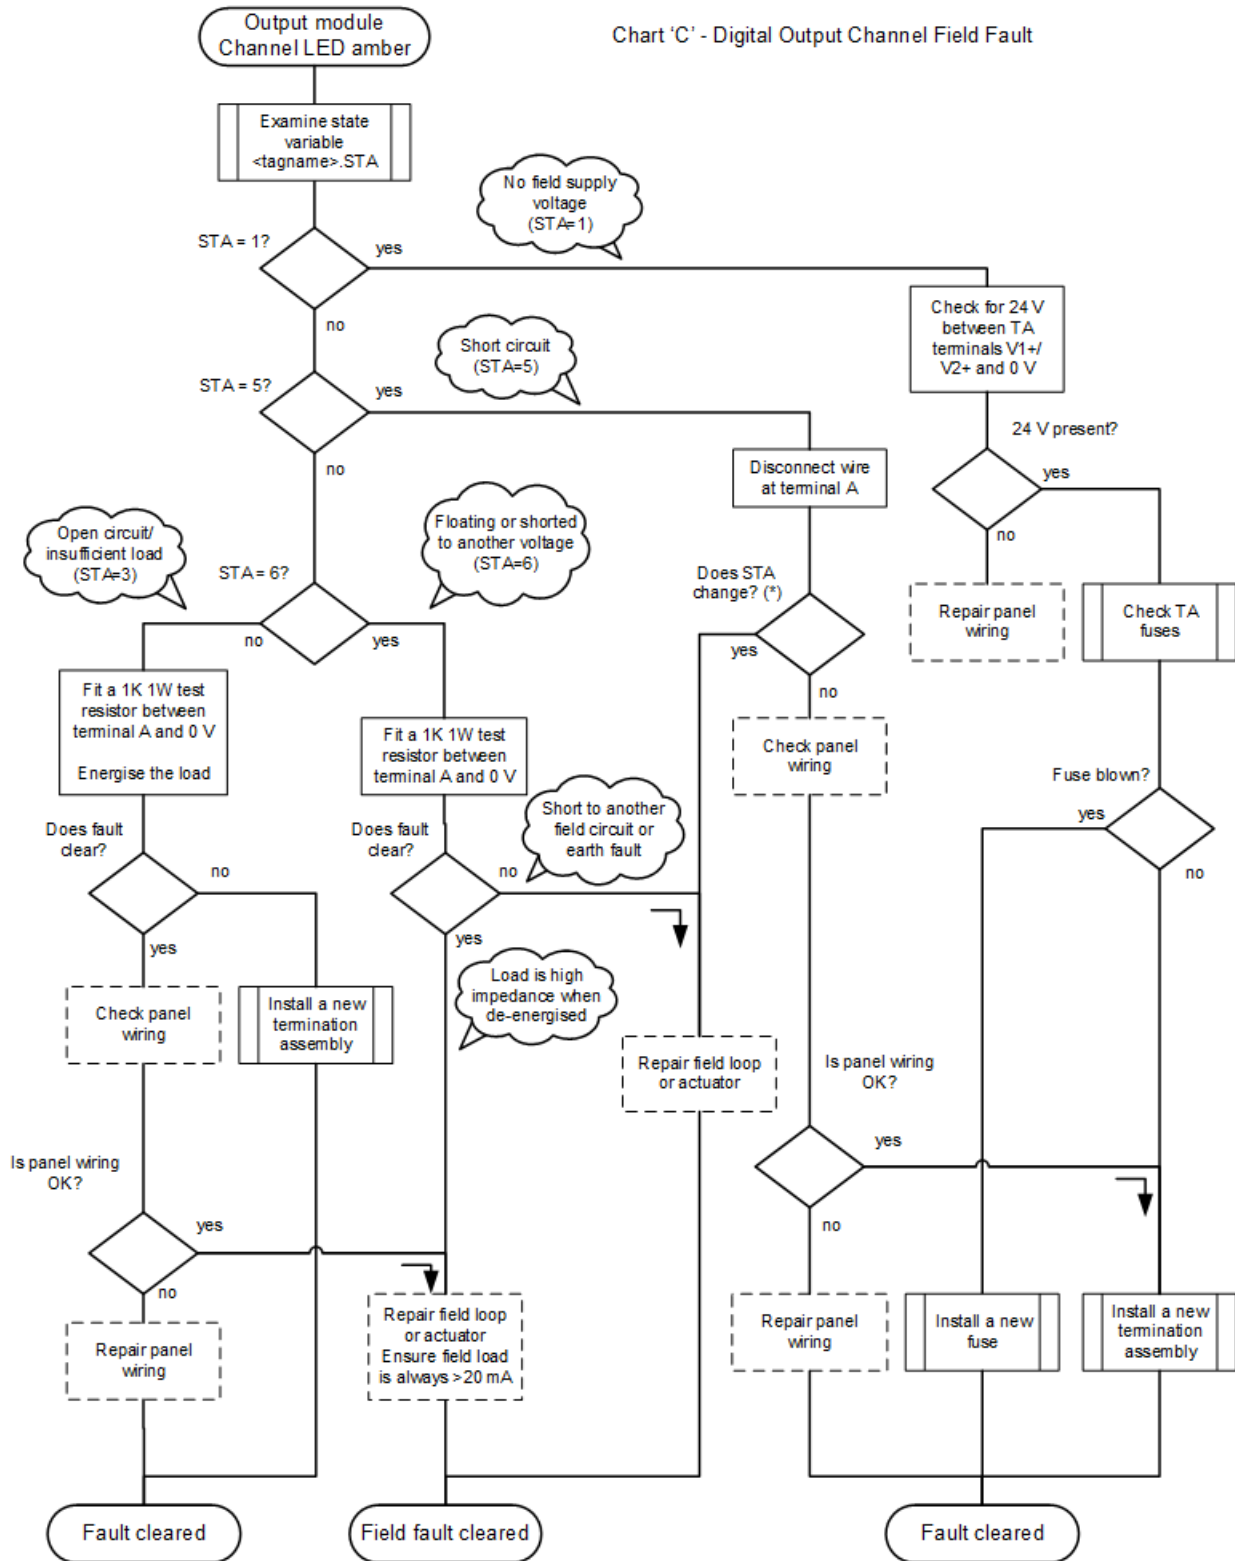 Output module
Channel LED amber
Chart ‘C’ - Digital Output Channel Field Fault
Examine state
variable
<tagname>.STA
No field supply
voltage
(STA=1)
STA = 1?
yes
no
Check for 24 V
between TA
terminals V1+/
V2+ and 0 V
Short circuit
(STA=5)
STA = 5?
yes
no
24 V present?
yes
no
Disconnect wire
at terminal A
Open circuit/
insufficient load
(STA=3)
Floating or shorted
to another voltage
(STA=6)
STA = 6?
no
yes
Does STA
change? (*)
yes
no
Repair panel
wiring
Check TA
fuses
Fit a 1K 1W test
resistor between
terminal A and 0 V
Energise the load
Fit a 1K 1W test
resistor between
terminal A and 0 V
Check panel
wiring
Fuse blown?
yes
no
Short to another
field circuit or
earth fault
Does fault
clear?
no
yes
Does fault
clear?
no
yes
Load is high
impedance when
de-energised
Check panel
wiring
Install a new
termination
assembly
Repair field loop
or actuator
Is panel wiring
OK?
yes
no
Is panel wiring
OK?
yes
no
Repair panel
wiring
Repair field loop
or actuator
Ensure field load
is always >20 mA
Repair panel
wiring
Install a new
fuse
Install a new
termination
assembly
Fault cleared
Field fault cleared
Fault cleared